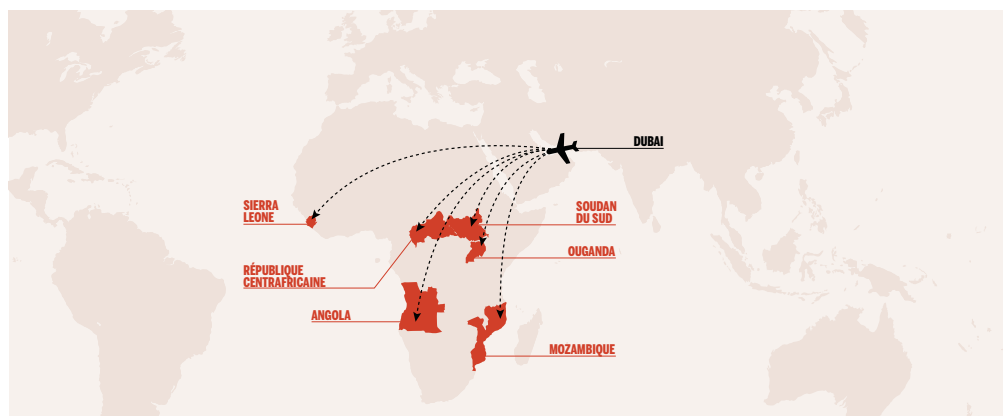 DUBAI
SIERRA
LEONE
SOUDAN
DU SUD
OUGANDA
RÉPUBLIQUE
CENTRAFRICAINE
ANGOLA
MOZAMBIQUE